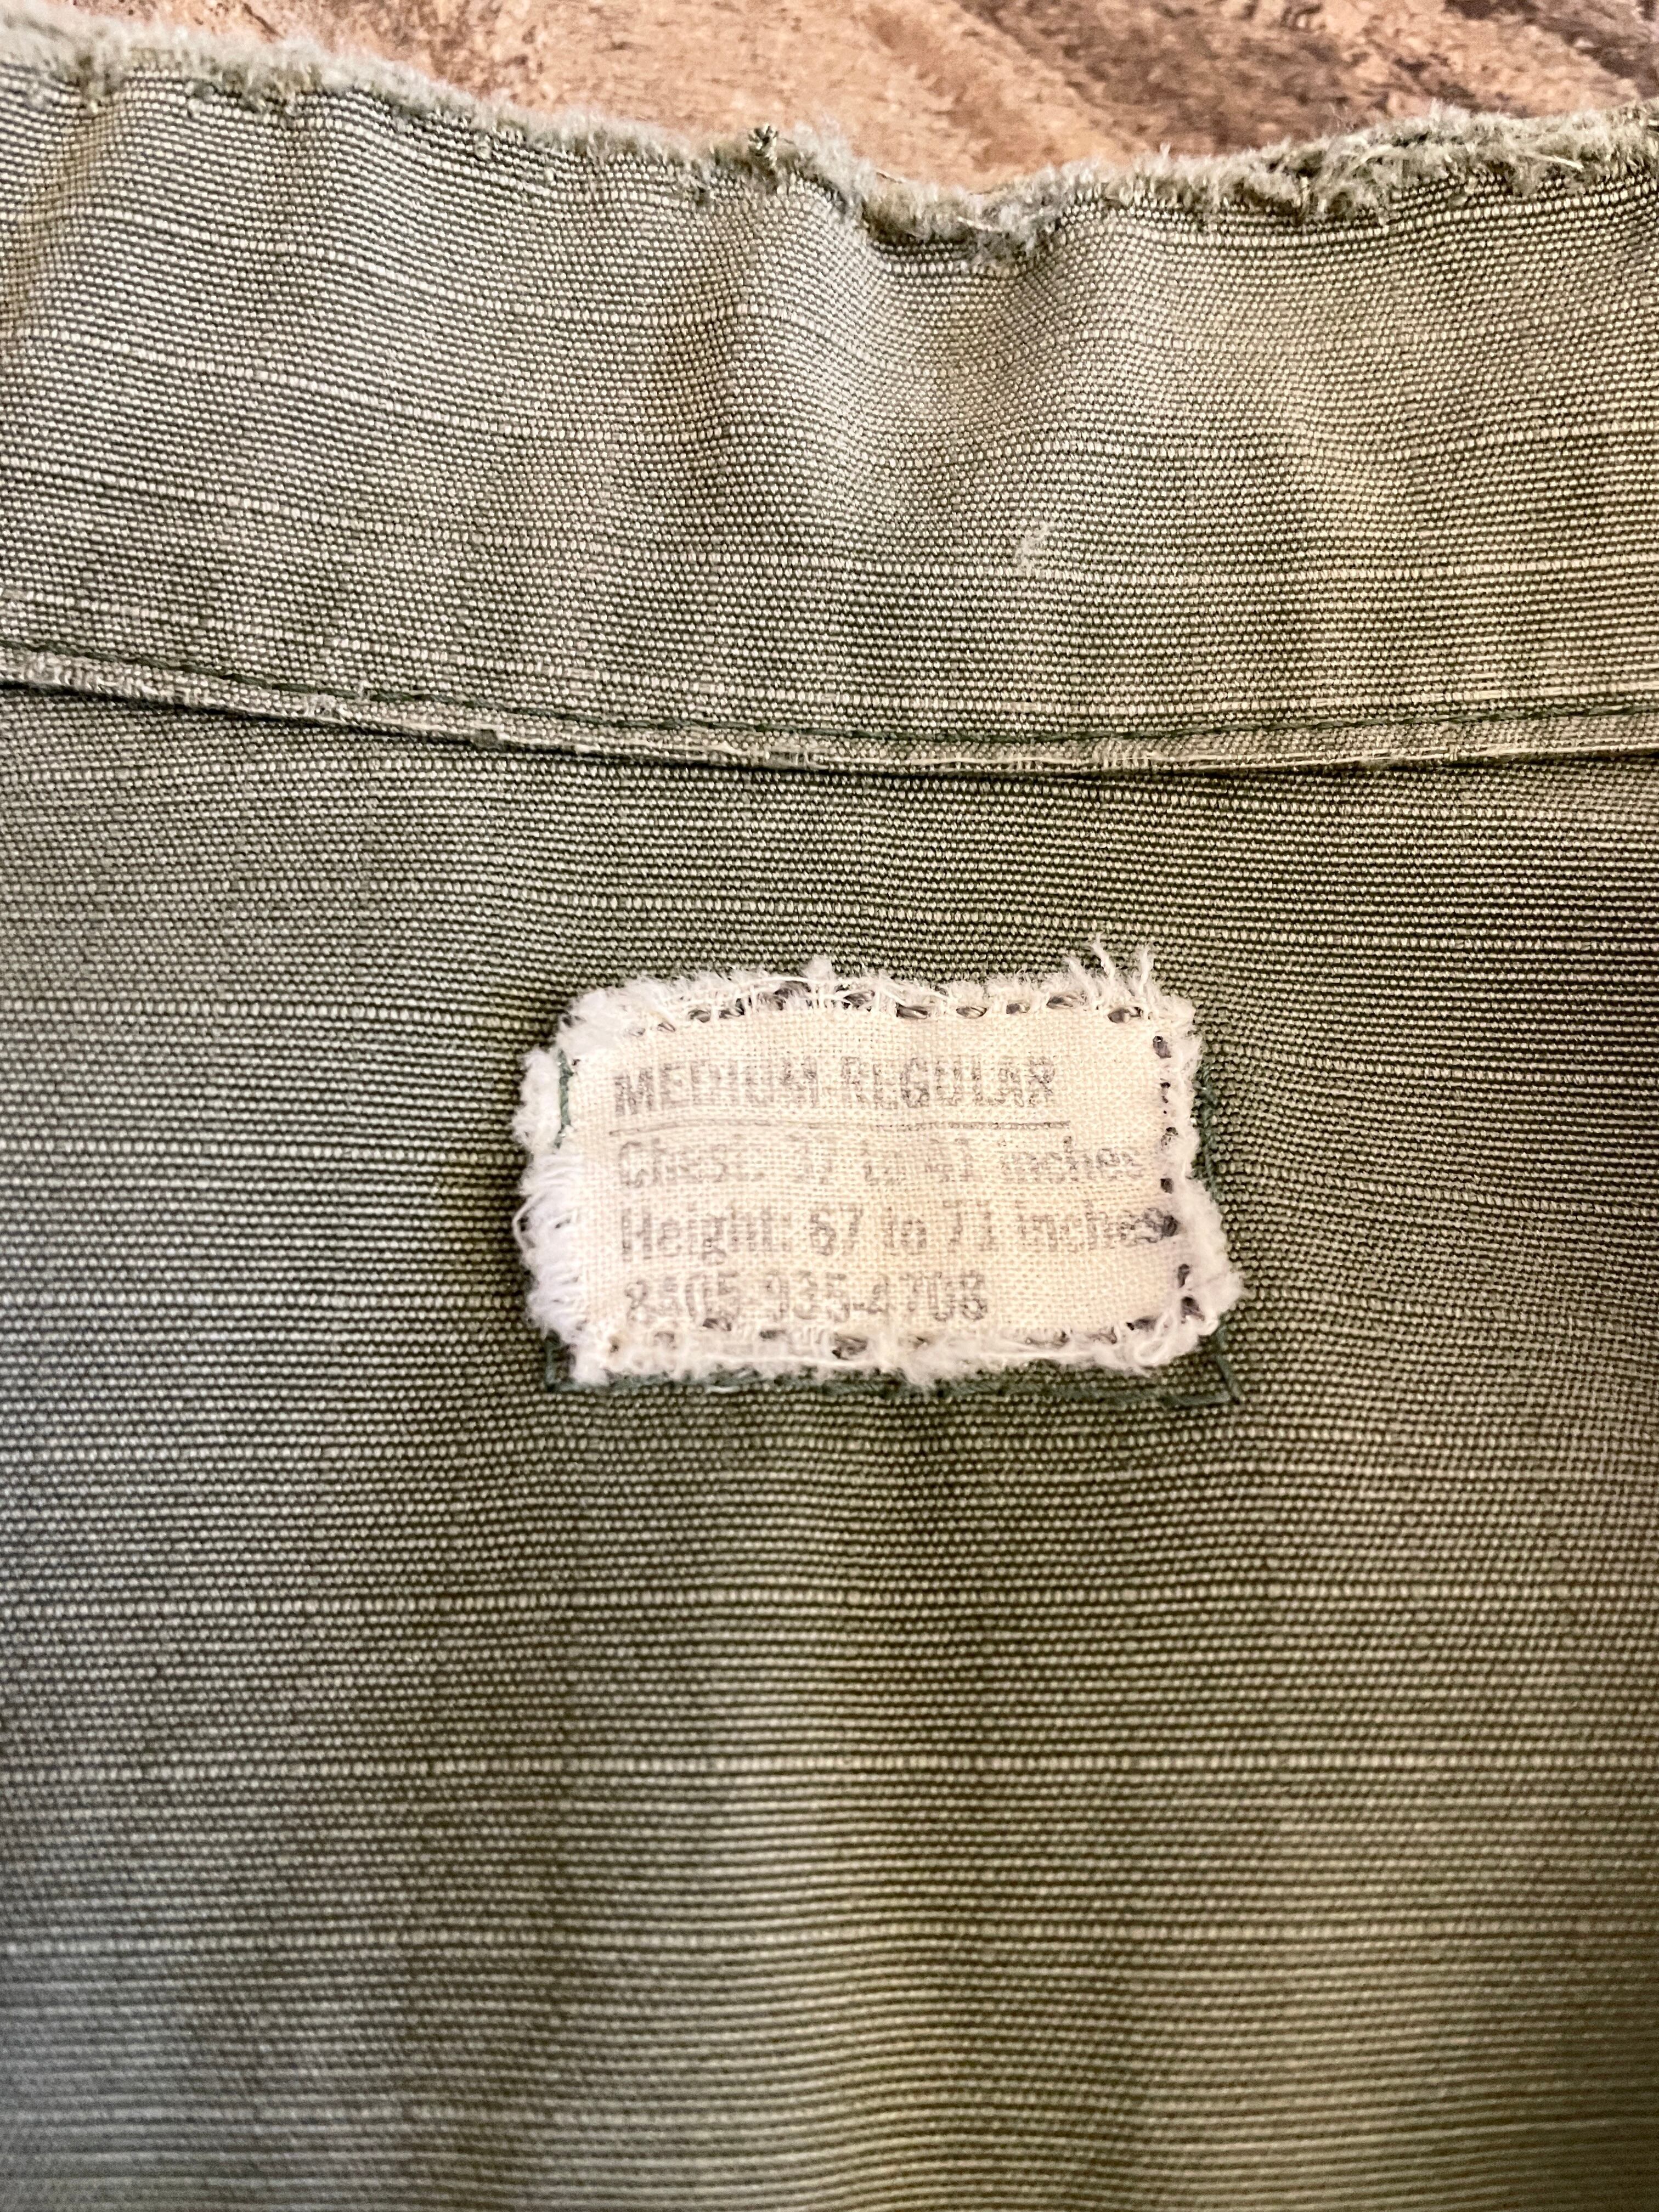 MEDIUM-REGULAR
Chest: 37 to 41 inches
Height: 67 to 71 inches
8405-935-4708